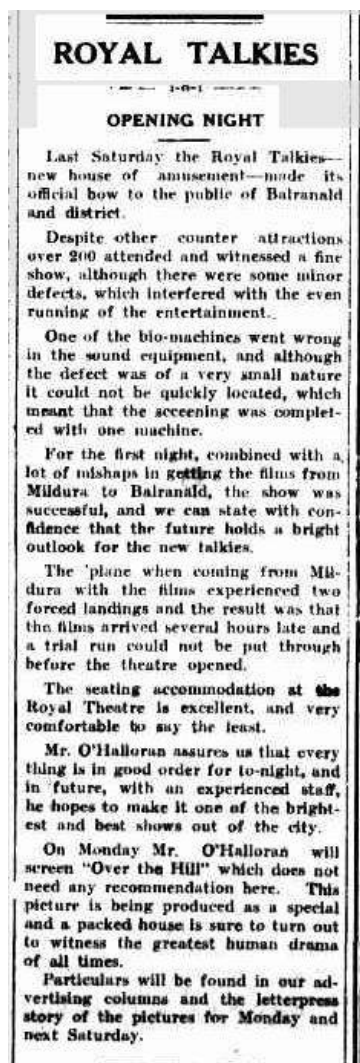 ROYAL TALKIES
1-0-1
OPENING NIGHT
Last Saturday the Royal Talkies—
new house of amusement—made its
official bow to the public of Balranald
and district.
Despite other counter attractions
over 200 attended and witnessed a fine
show, although there were some minor
defects, which interfered with the even
running of the entertainment.
One of the bio-machines went wrong
in the sound equipment, and although
the defect was of a very small nature
it could not be quickly located, which
meant that the screening was complet-
ed with one machine.
For the first night, combined with a
lot of mishaps in getting the films from
Mildura to Balranald, the show was
successful, and we can state with con-
fidence that the future holds a bright
outlook for the new talkies.
The 'plane when coming from Mil-
dura with the films experienced two
forced landings and the result was that
the films arrived several hours late and
a trial run could not be put through
before the theatre opened.
The seating accommodation at the
Royal Theatre is excellent, and very
comfortable to say the least.
Mr. O'Halloran assures us that every
thing is in good order for to-night, and
in future, with an experienced staff,
he hopes to make it one of the bright-
est and best shows out of the city.
On Monday Mr. O'Halloran will
screen "Over the Hill" which does not
need any recommendation here. This
picture is being produced as a special
and a packed house is sure to turn out
to witness the greatest human drama
of all times.
Particulars will be found in our ad-
vertising columns and the letterpress
story of the pictures for Monday and
next Saturday.